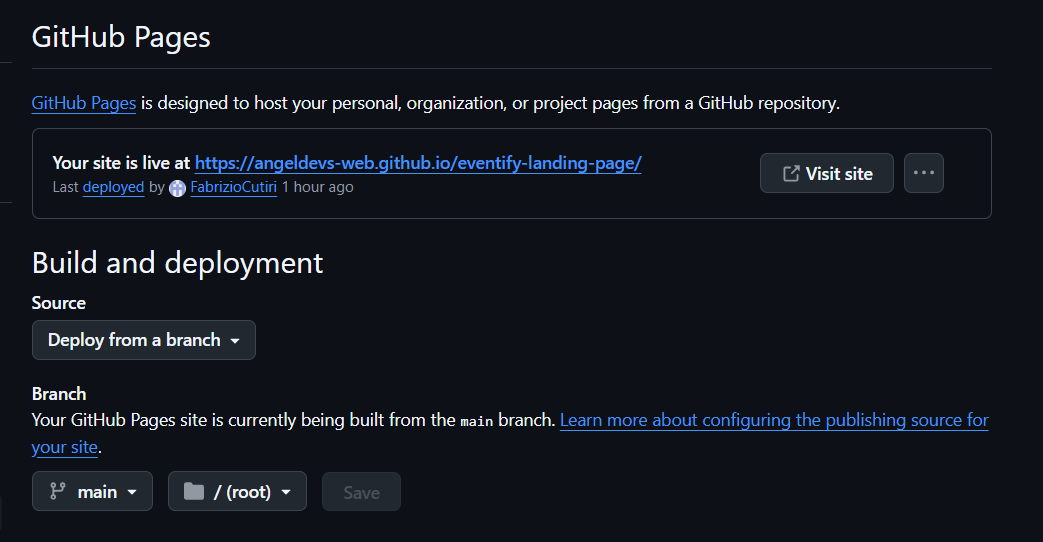 GitHub Pages
GitHub Pages is designed to host your personal, organization, or project pages from a GitHub repository.
Your site is live at https://angeldevs-web.github.io/eventify-landing-page/
Last deployed by FabrizioCutiri 1 hour ago
Visit site
Build and deployment
Source
Deploy from a branch
Branch
Your GitHub Pages site is currently being built from the main branch. Learn more about configuring the publishing source for
your site.
main
/ (root)
Save